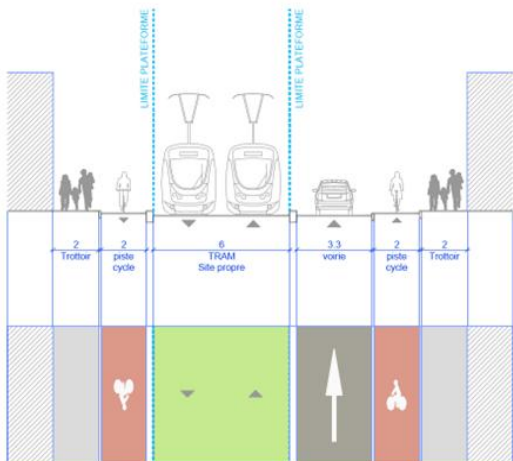 LIMITE PLATEFORME
LIMITE PLATEFORME
2
Trottoir
2
piste
cycle
6
TRAM
Site propre
3.3
voirie
2
piste
cycle
2
Trottoir